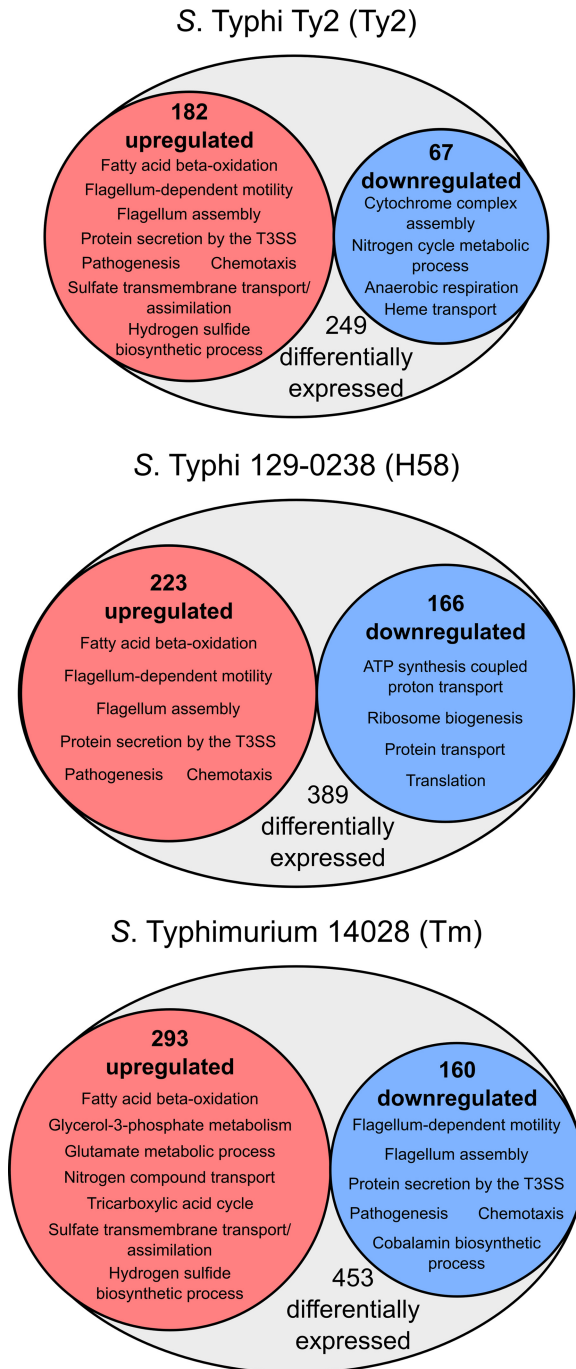 S. Typhi Ty2 (Ty2)
182
upregulated
Fatty acid beta-oxidation
Flagellum-dependent motility
Flagellum assembly
Protein secretion by the T3SS
Pathogenesis Chemotaxis
Sulfate transmembrane transport/
assimilation
Hydrogen sulfide
biosynthetic process
67
downregulated
Cytochrome complex
assembly
Nitrogen cycle metabolic
process
Anaerobic respiration
Heme transport
249
differentially
expressed
S. Typhi 129-0238 (H58)
223
upregulated
Fatty acid beta-oxidation
Flagellum-dependent motility
Flagellum assembly
Protein secretion by the T3SS
Pathogenesis Chemotaxis
166
downregulated
ATP synthesis coupled
proton transport
Ribosome biogenesis
Protein transport
Translation
389
differentially
expressed
S. Typhimurium 14028 (Tm)
293
upregulated
Fatty acid beta-oxidation
Glycerol-3-phosphate metabolism
Glutamate metabolic process
Nitrogen compound transport
Tricarboxylic acid cycle
Sulfate transmembrane transport/
assimilation
Hydrogen sulfide
biosynthetic process
160
downregulated
Flagellum-dependent motility
Flagellum assembly
Protein secretion by the T3SS
Pathogenesis Chemotaxis
Cobalamin biosynthetic
process
453
differentially
expressed